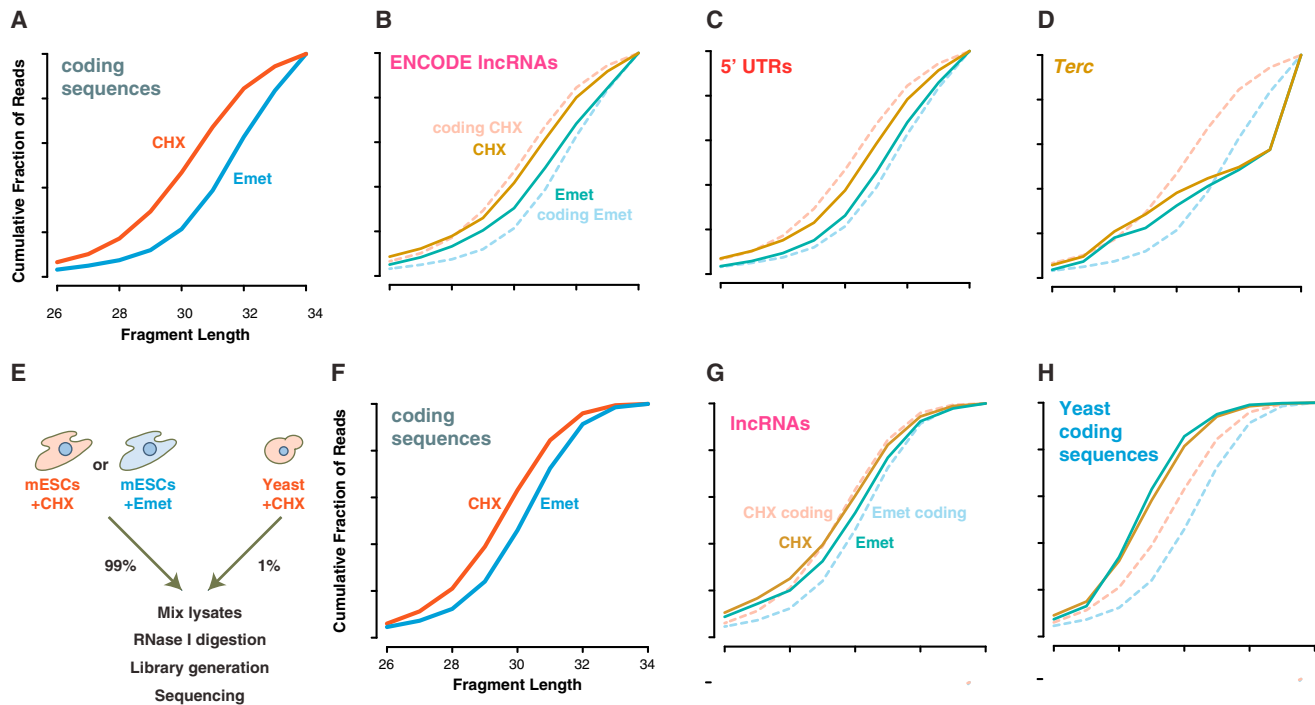 A
B
C
D
coding
sequences
CHX
Emet
Cumulative Fraction of Reads
26
28
30
32
34
Fragment Length
ENCODE lncRNAs
coding CHX
CHX
Emet
coding Emet
5' UTRs
Terc
E
F
G
H
or
mESCs
+CHX
mESCs
+Emet
Yeast
+CHX
99%
1%
Mix lysates
RNase I digestion
Library generation
Sequencing
coding
sequences
CHX
Emet
Cumulative Fraction of Reads
26
28
30
32
34
Fragment Length
lncRNAs
CHX coding
Emet coding
CHX
Emet
Yeast
coding
sequences